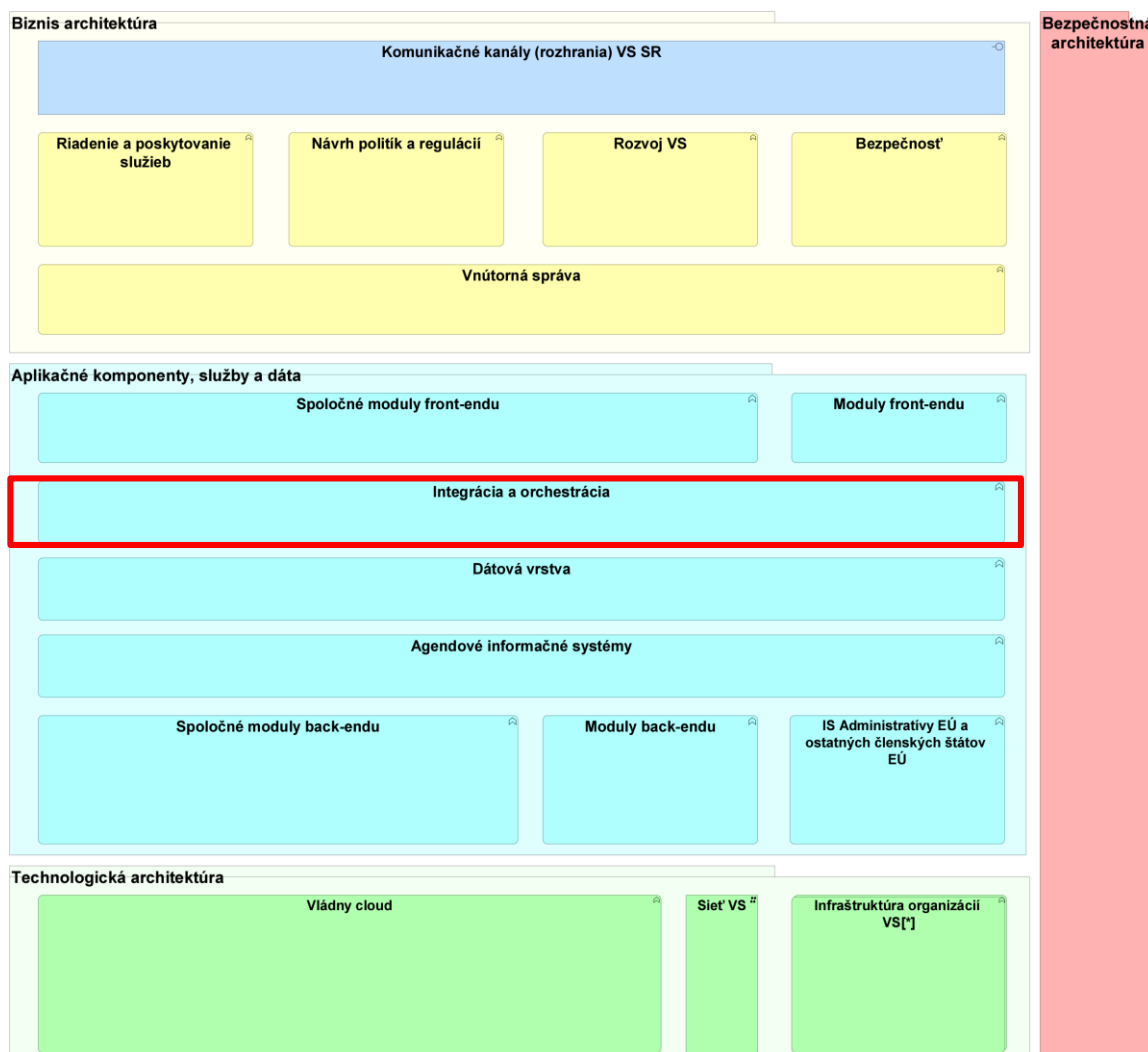 Biznis architektúra
Bezpečnostná
architektúra
Komunikačné kanály (rozhrania) VS SR
Riadenie a poskytovanie
služieb
Návrh politík a regulácií
Rozvoj VS
Bezpečnosť
Vnútorná správa
Aplikačné komponenty, služby a dáta
Spoločné moduly front-endu
Moduly front-endu
Integrácia a orchestrácia
Dátová vrstva
Agendové informačné systémy
Spoločné moduly back-endu
Moduly back-endu
IS Administratívy EÚ a
ostatných členských štátov
EÚ
Technologická architektúra
Vládny cloud
Sieť VS
Infraštruktúra organizácií
VS[*]